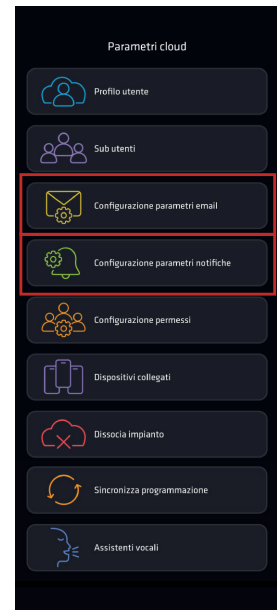 Parametri cloud
Profilo utente
Sub utenti
Configurazione parametri email
Configurazione parametri notifiche
Configurazione permessi
Dispositivi collegati
Dissocia impianto
Sincronizza programmazione
Assistenti vocali